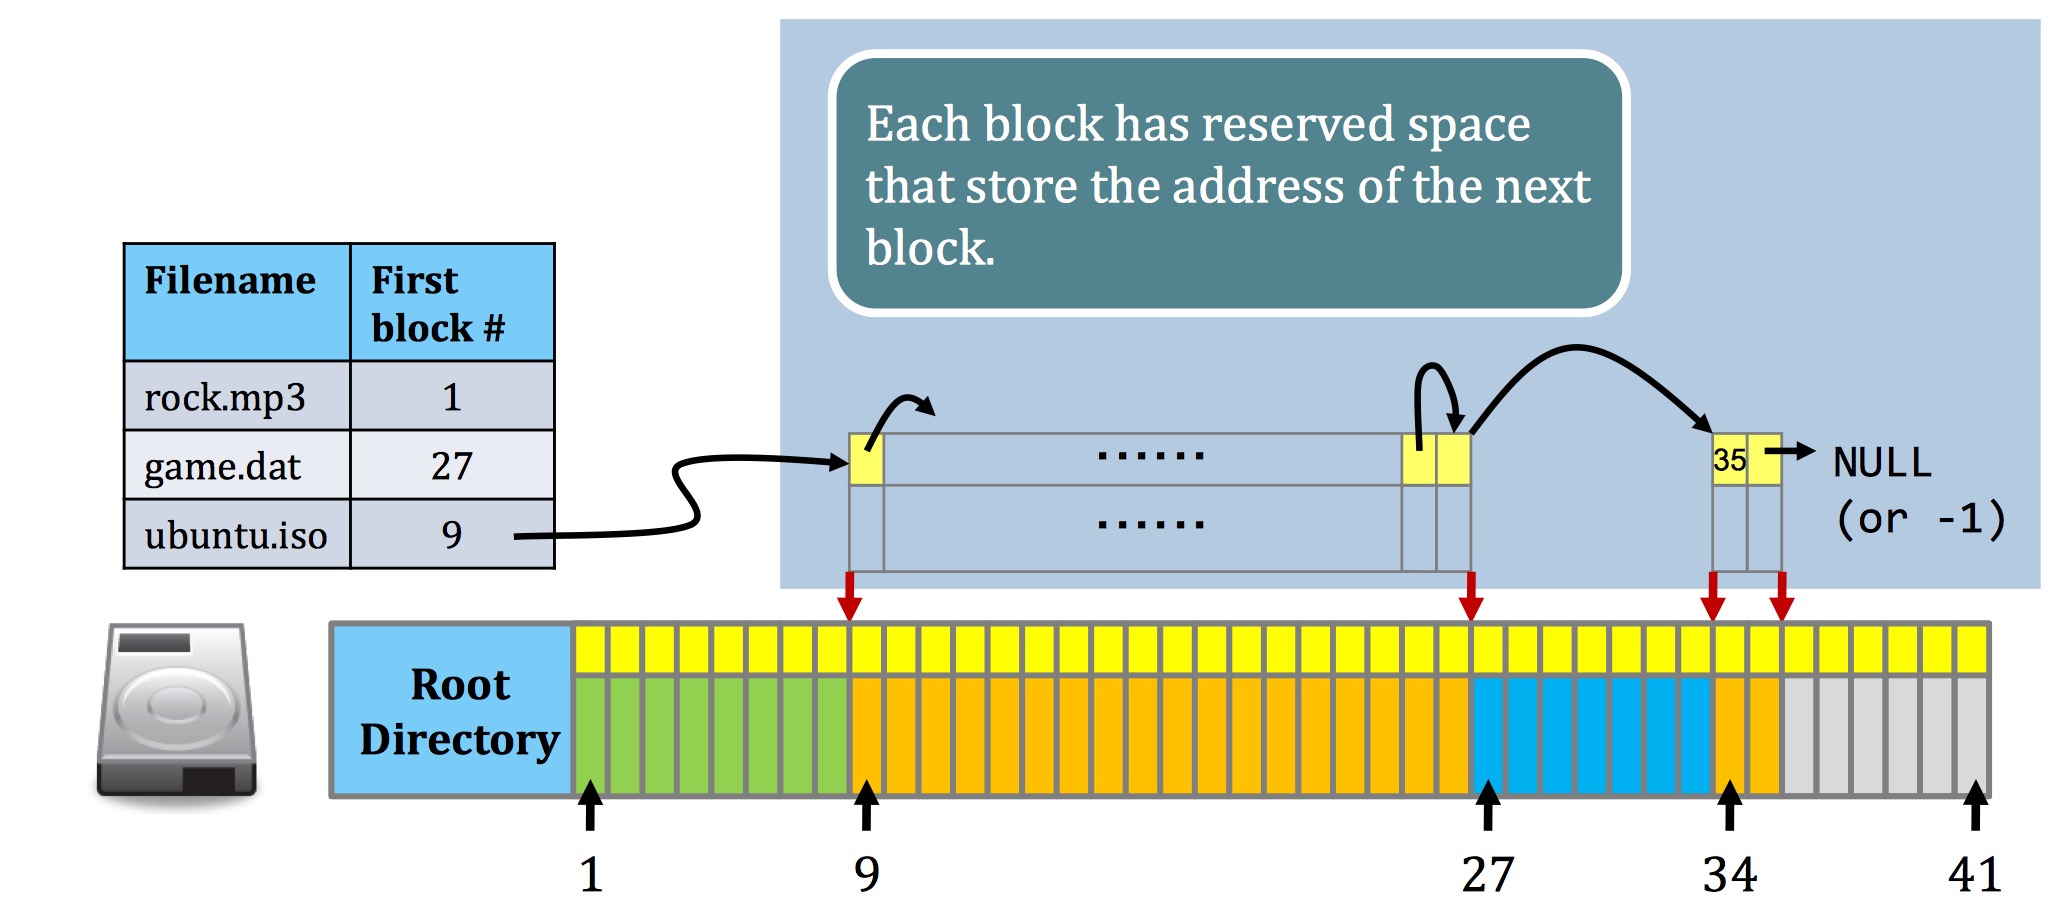 Each block has reserved space
that store the address of the next
block.
Filename First block #
rock.mp3 1
game.dat 27
ubuntu.iso 9
......
......
35
NULL
(or -1)
Root
Directory
1 9 27 34 41